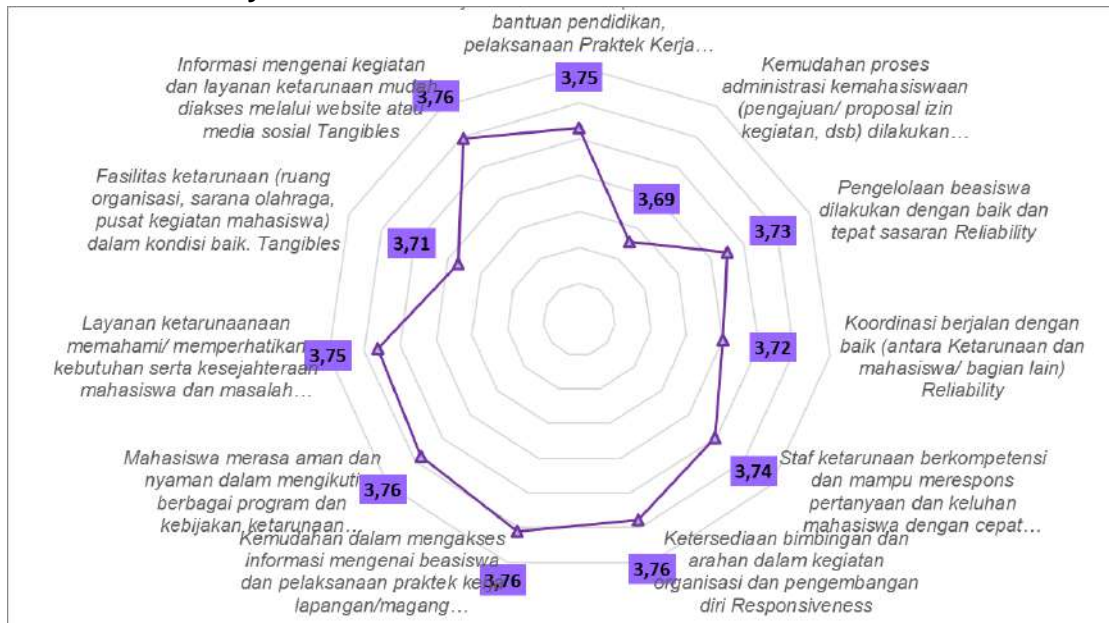 bantuan pendidikan,
pelaksanaan Praktek Kerja…
3,75
Kemudahan proses
administrasi kemahasiswaan
(pengajuan/ proposal izin
kegiatan, dsb) dilakukan…
3,69
Pengelolaan beasiswa
dilakukan dengan baik dan
tepat sasaran Reliability
3,73
Koordinasi berjalan dengan
baik (antara Ketarunaan dan
mahasiswa/ bagian lain)
Reliability
3,72
Staf ketarunaan berkompetensi
dan mampu merespons
pertanyaan dan keluhan
mahasiswa dengan cepat…
3,74
Ketersediaan bimbingan dan
arahan dalam kegiatan
organisasi dan pengembangan
diri Responsiveness
3,76
Kemudahan dalam mengakses
informasi mengenai beasiswa
dan pelaksanaan praktek kerja
lapangan/magang…
3,76
Mahasiswa merasa aman dan
nyaman dalam mengikuti
berbagai program dan
kebijakan ketarunaan…
3,76
Layanan ketarunaanaan
memahami/ memperhatikan
kebutuhan serta kesejahteraan
mahasiswa dan masalah…
3,75
Fasilitas ketarunaan (ruang
organisasi, sarana olahraga,
pusat kegiatan mahasiswa)
dalam kondisi baik. Tangibles
3,71
Informasi mengenai kegiatan
dan layanan ketarunaan mudah
diakses melalui website atau
media sosial Tangibles
3,76